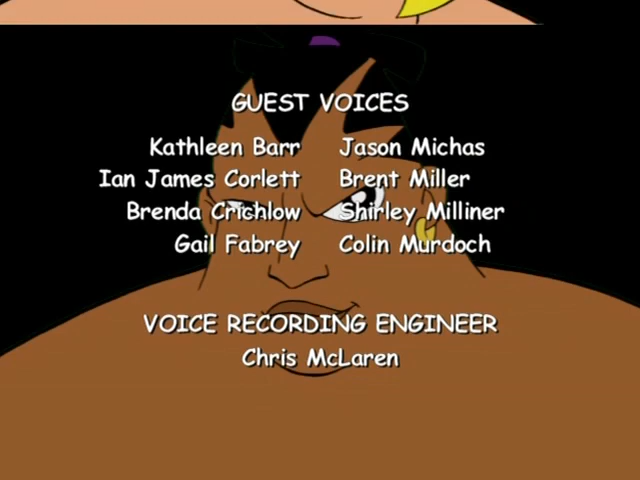 GUEST VOICES
Kathleen Barr Jason Michas
Ian James Corlett Brent Miller
Brenda Crichlow Shirley Milliner
Gail Fabrey Colin Murdoch
VOICE RECORDING ENGINEER
Chris McLaren